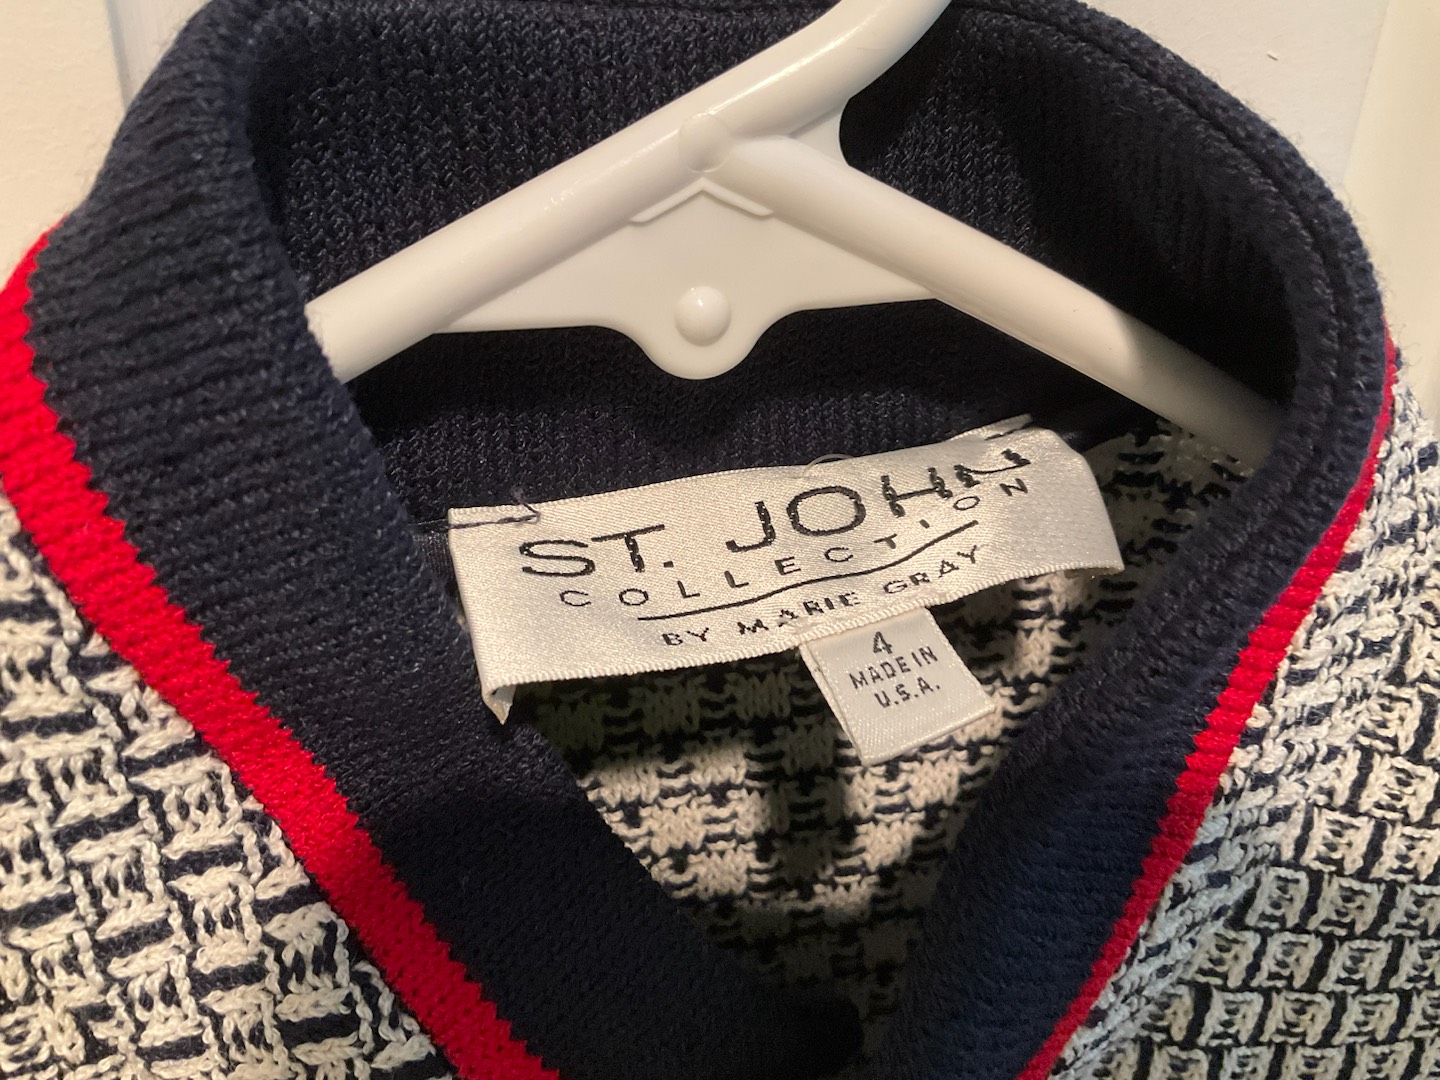 ST. JOHN
COLLECTION
BY MARIE GRAY
4
MADE IN
U.S.A.